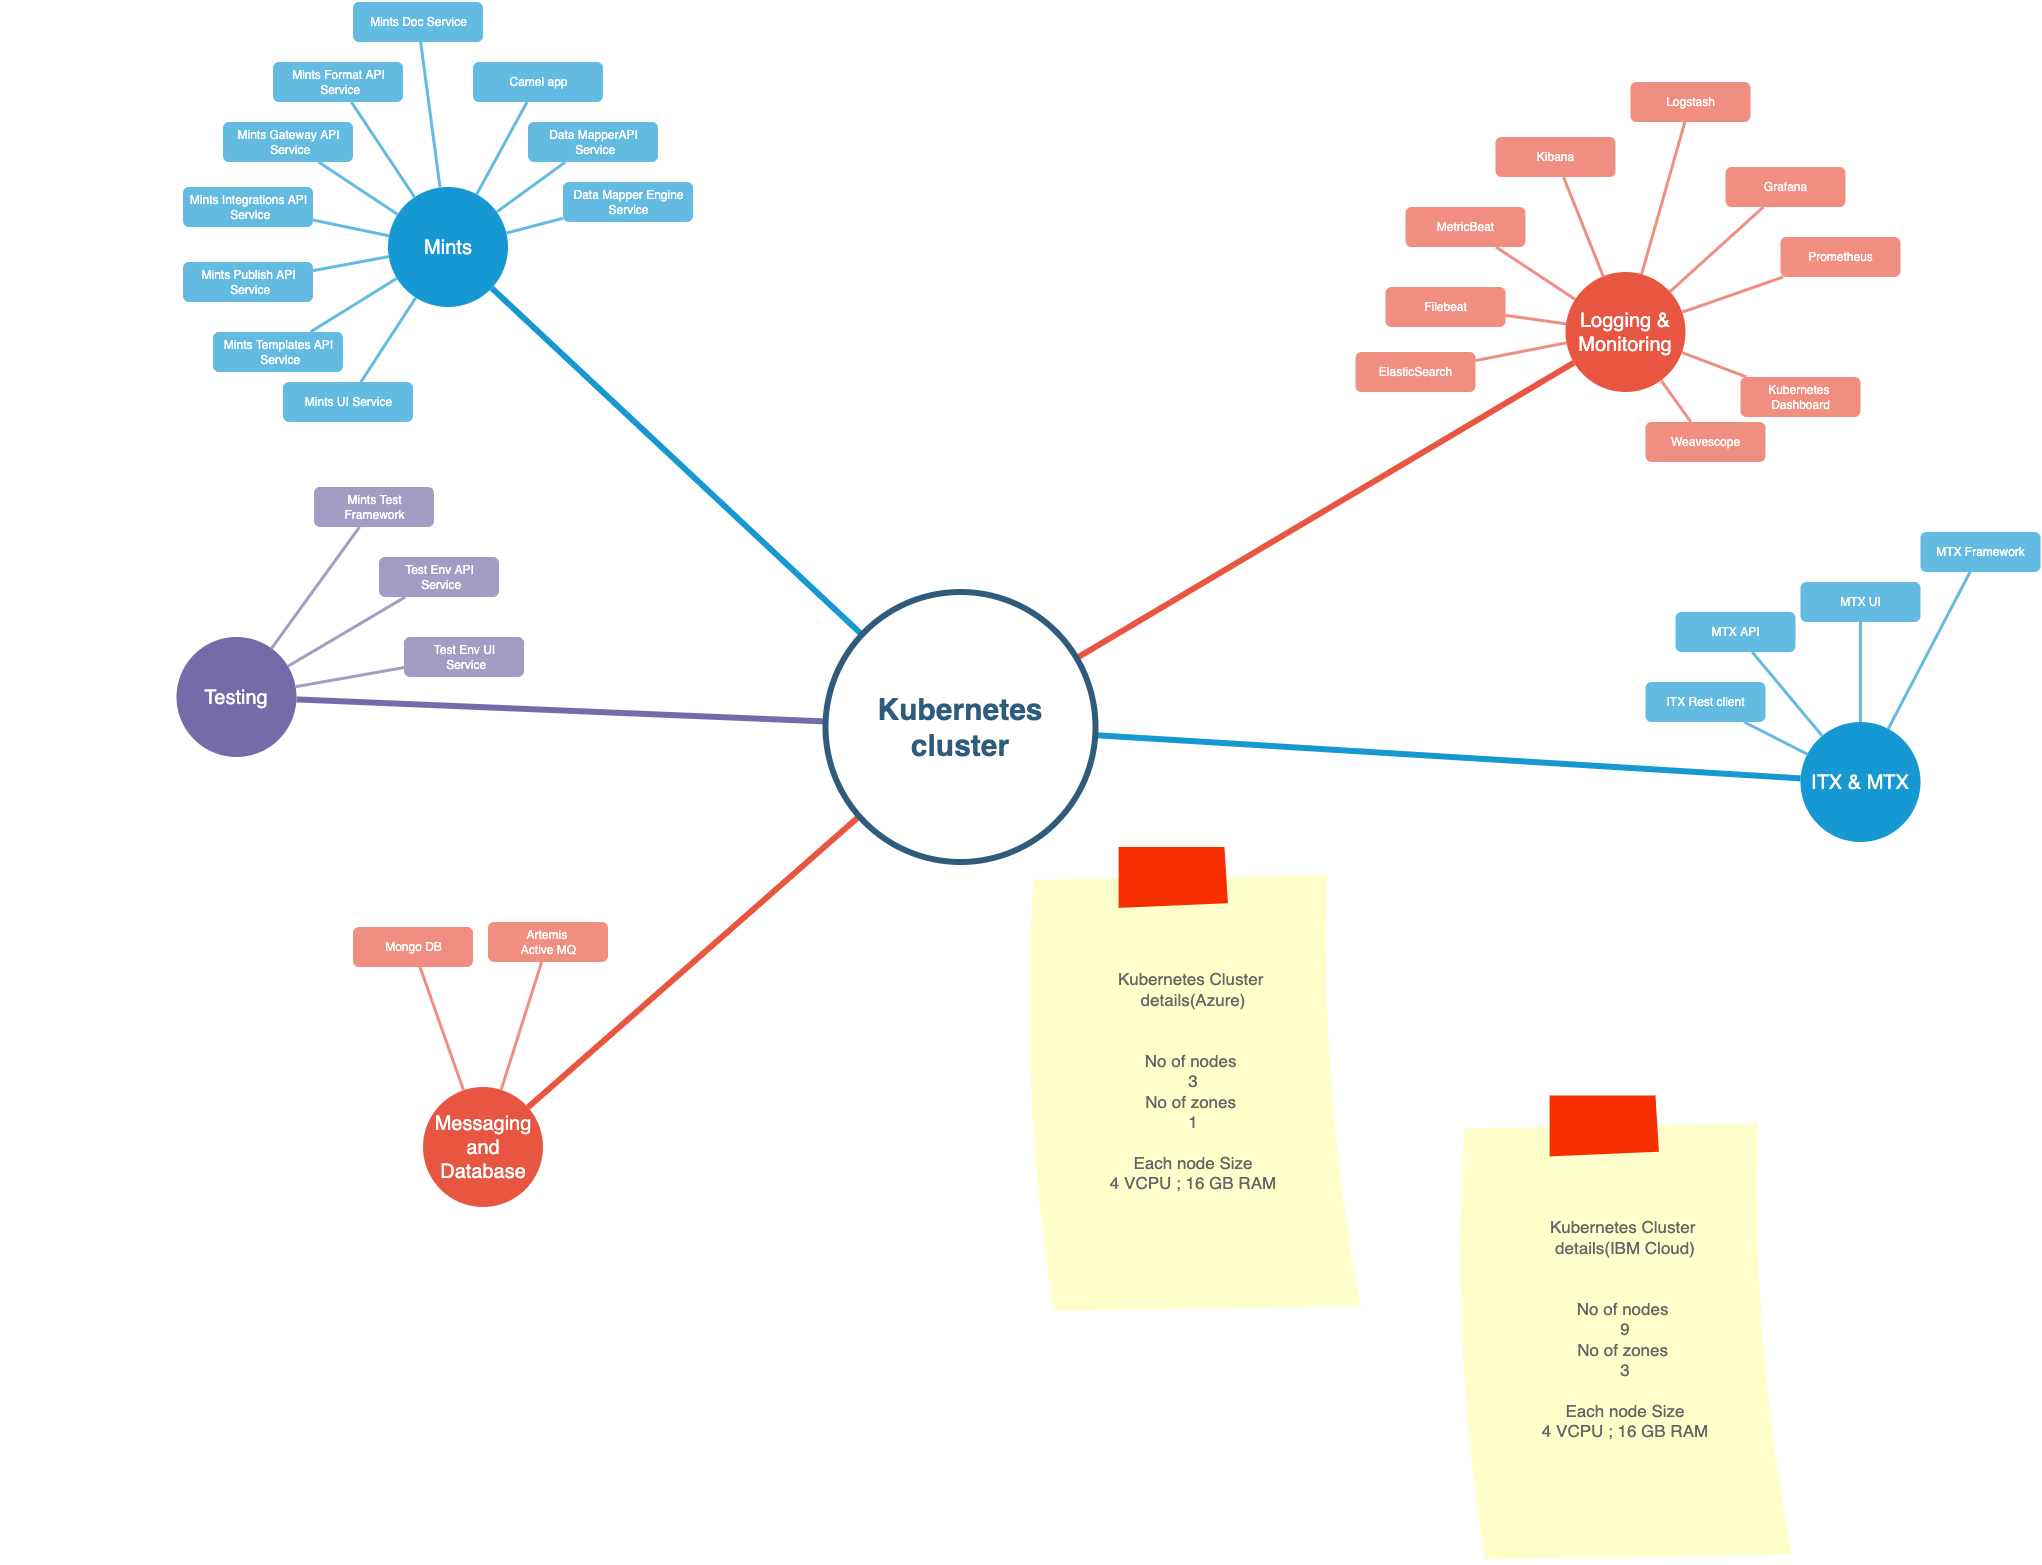 Mints Doc Service
Mints Format API
Service
Camel app
Mints Gateway API
Service
Data MapperAPI
Service
Mints Integrations API
Service
Data Mapper Engine
Service
Mints
Mints Publish API
Service
Mints Templates API
Service
Mints UI Service
Logstash
Kibana
Grafana
MetricBeat
Prometheus
Filebeat
Logging &
Monitoring
ElasticSearch
Kubernetes
Dashboard
Weavescope
Mints Test
Framework
Test Env API
Service
Test Env UI
Service
Testing
MTX Framework
MTX UI
MTX API
ITX Rest client
ITX & MTX
Kubernetes
cluster
Mongo DB
Artemis
Active MQ
Messaging
and
Database
Kubernetes Cluster
details(Azure)
No of nodes
3
No of zones
1
Each node Size
4 VCPU ; 16 GB RAM
Kubernetes Cluster
details(IBM Cloud)
No of nodes
9
No of zones
3
Each node Size
4 VCPU ; 16 GB RAM